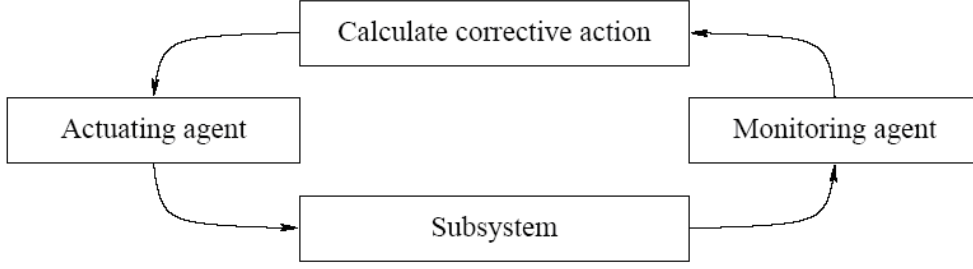 Calculate corrective action
Actuating agent
Monitoring agent
Subsystem